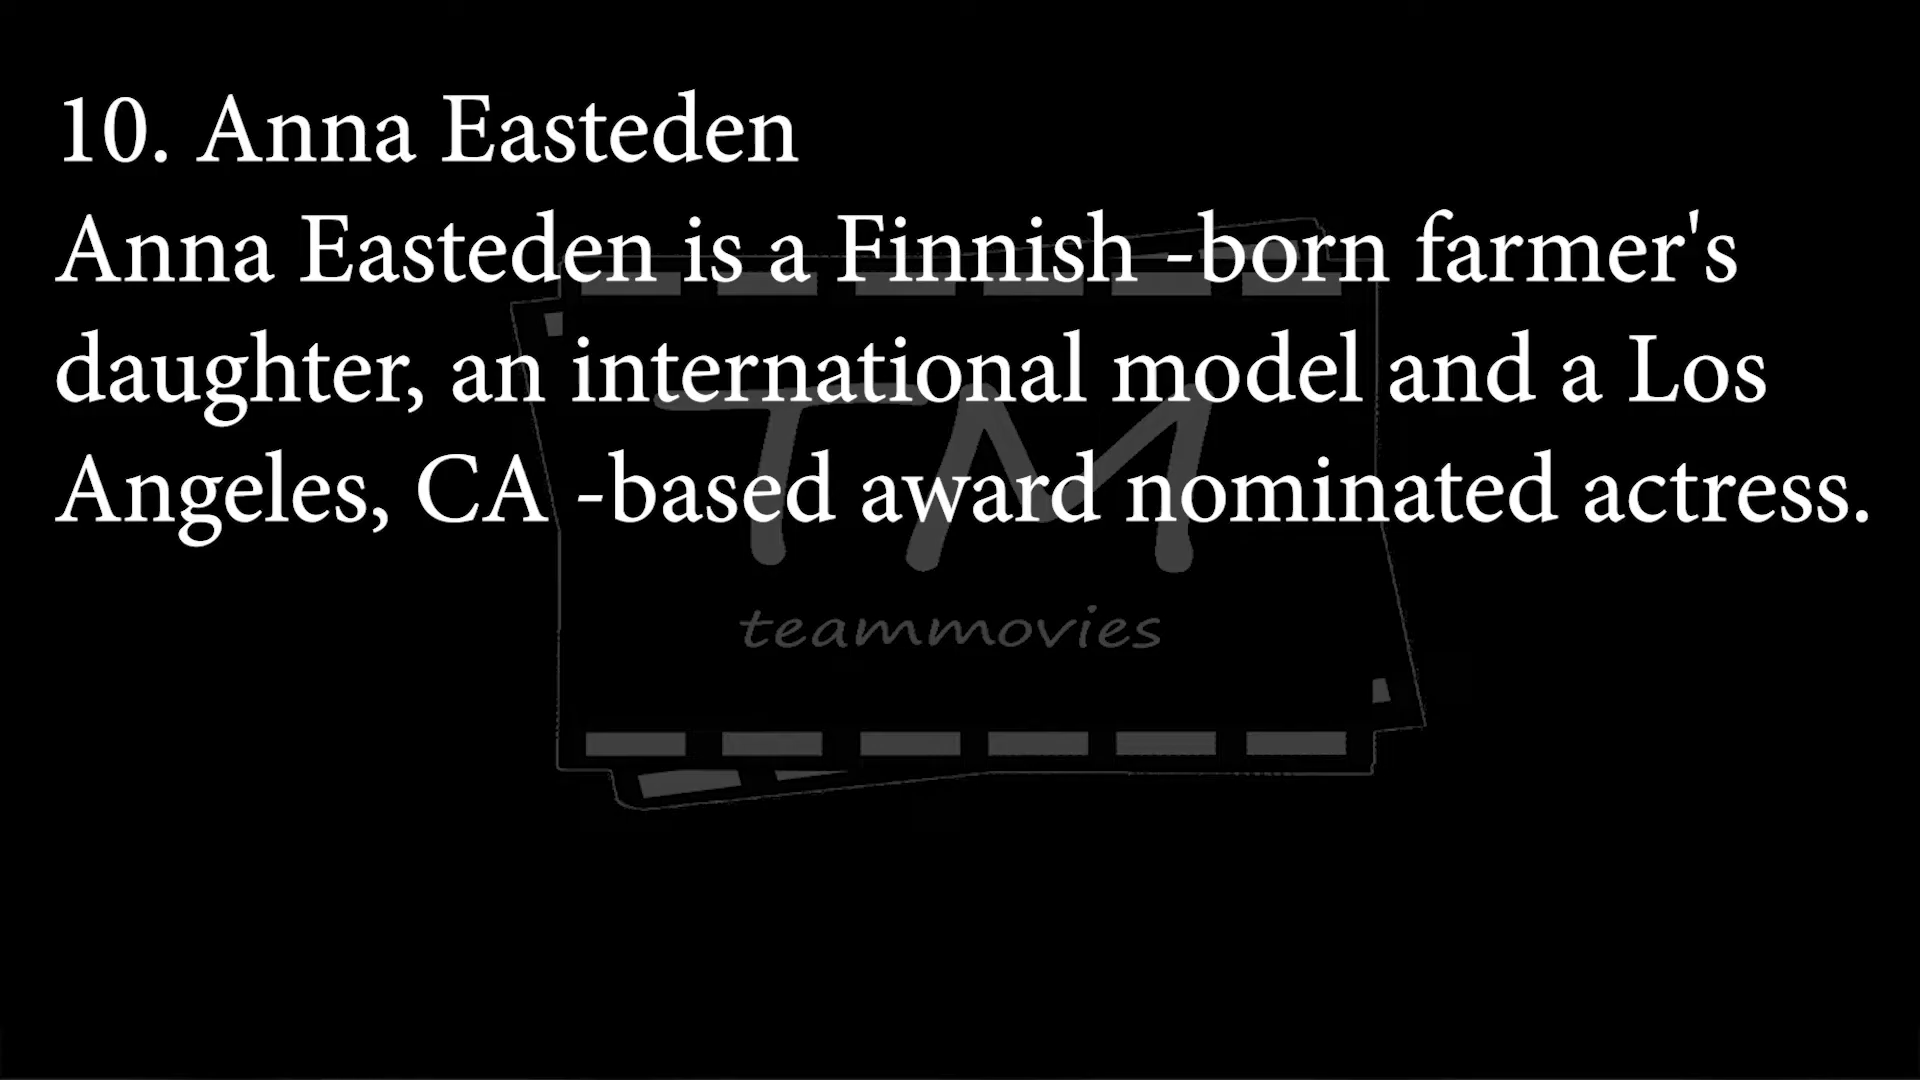 10. Anna Easteden
Anna Easteden is a Finnish -born farmer's
daughter, an international model and a Los
Angeles, CA -based award nominated actress.
TM
teammovies